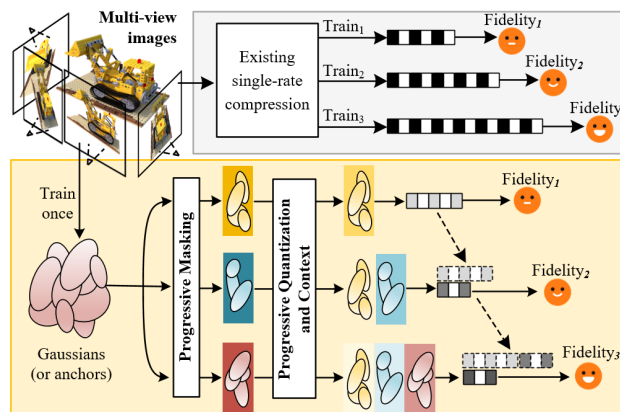 Multi-view
images
Existing
single-rate
compression
Train1
Train2
Train3
Fidelity1
Fidelity2
Fidelity
Train
once
Gaussians
(or anchors)
Progressive Masking
Progressive Quantization
and Context
Fidelity1
Fidelity2
Fidelity3